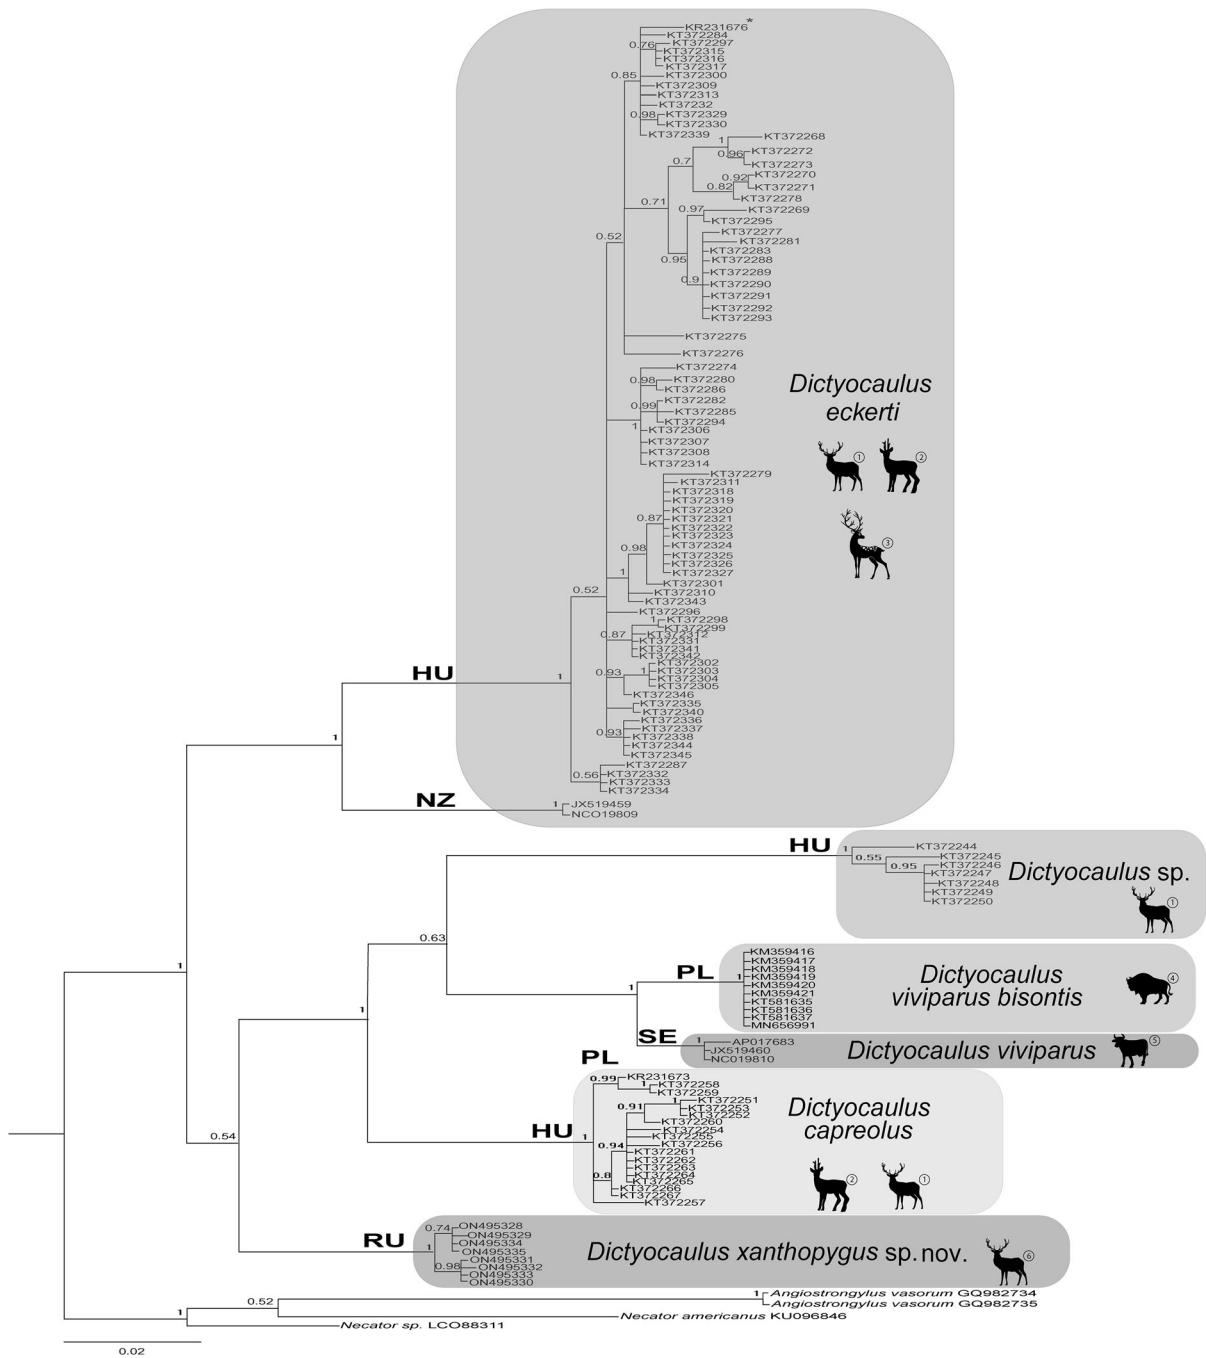 KR231676*
KT372284
0.76
KT372297
KT372315
KT372316
KT372317
0.85
KT372300
KT372309
KT372313
KT37232
0.98
KT372329
KT372330
KT372339
KT372268
1
0.96
KT372272
KT372273
0.7
0.92
KT372270
KT372271
0.82
KT372278
0.71
0.97
KT372269
KT372295
KT372277
KT372281
0.52
KT372283
0.95
KT372288
KT372289
0.9
KT372290
KT372291
KT372292
KT372293
KT372275
KT372276
KT372274
0.98
KT372280
KT372286
KT372282
0.99
KT372285
KT372294
1
KT372306
KT372307
KT372308
KT372314
Dictyocaulus
eckerti
1
2
3
KT372279
KT372311
KT372318
KT372319
KT372320
0.87
KT372321
KT372322
KT372323
KT372324
0.98
KT372325
KT372326
1
KT372327
KT372301
0.52
KT372310
KT372343
KT372296
1
KT372298
KT372299
0.87
KT372312
KT372331
KT372341
KT372342
KT372302
0.93
1
KT372303
KT372304
KT372305
KT372346
HU
1
KT372335
KT372340
KT372336
0.93
KT372337
KT372338
KT372344
KT372345
1
KT372287
0.56
KT372332
KT372333
KT372334
NZ
1
JX519459
NCO19809
HU
1
KT372244
0.55
KT372245
0.95
KT372246
KT372247
KT372248
KT372249
KT372250
Dictyocaulus sp.
1
0.63
1
1
PL
1
KM359416
KM359417
KM359418
KM359419
KM359420
KM359421
KT581635
KT581636
KT581637
MN656991
Dictyocaulus
viviparus bisontis
4
1
SE
1
AP017683
JX519460
NC019810
Dictyocaulus viviparus
5
PL
0.99
KR231673
1
KT372258
KT372259
0.91
1
KT372251
KT372253
KT372252
KT372260
KT372254
HU
1
KT372255
0.94
KT372256
KT372261
KT372262
KT372263
0.8
KT372264
KT372265
KT372266
KT372267
KT372257
Dictyocaulus
capreolus
2
1
0.54
RU
1
0.74
ON495328
ON495329
ON495334
ON495335
ON495331
0.98
ON495332
ON495333
ON495330
Dictyocaulus xanthopygus sp. nov.
6
1
0.52
1
Angiostrongylus vasorum GQ982734
Angiostrongylus vasorum GQ982735
Necator americanus KU096846
Necator sp. LCO88311
0.02